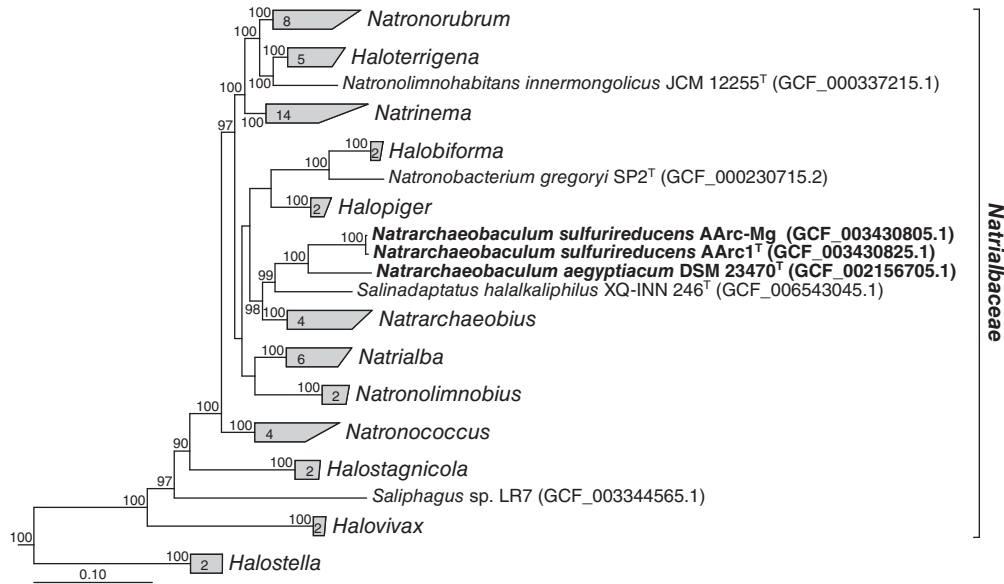 100
8 Natronorubrum
100
100
5 Haloterrigena
100
Natronolimnohabitans innermongolicus JCM 12255ᵀ (GCF_000337215.1)
100
100
14 Natrinema
97
100
2 Halobiforma
100
Natronobacterium gregoryi SP2ᵀ (GCF_000230715.2)
100
2 Halopiger
100
Natrarchaeobaculum sulfurireducens AArc-Mg (GCF_003430805.1)
Natrarchaeobaculum sulfurireducens AArc1ᵀ (GCF_003430825.1)
100
Natrarchaeobaculum aegyptiacum DSM 23470ᵀ (GCF_002156705.1)
99
Salinadaptatus halalkaliphilus XQ-INN 246ᵀ (GCF_006543045.1)
98
100
4 Natrarchaeobius
100
6 Natrialba
100
2 Natronolimnobius
100
100
4 Natronococcus
90
100
2 Halostagnicola
97
Saliphagus sp. LR7 (GCF_003344565.1)
100
100
2 Halovivax
100
100
2 Halostella
0.10
Natrialbaceae